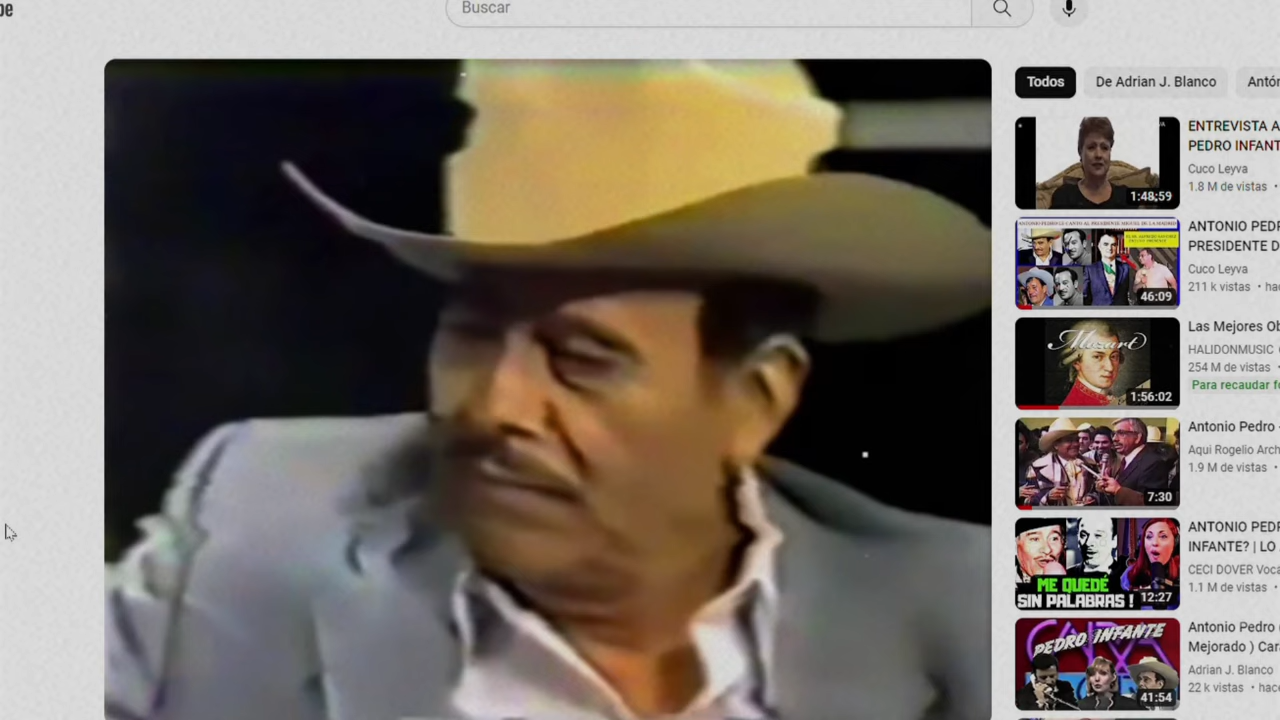 be
Buscar
Todos
De Adrian J. Blanco
Antón
ENTREVISTA A
PEDRO INFANT
Cuco Leyva
1.8 M de vistas •
1:48:59
ANTONIO PEDR
PRESIDENTE D
Cuco Leyva
211 k vistas • hac
46:09
Las Mejores Ob
HALIDONMUSIC
254 M de vistas •
Para recaudar fo
Mozart
1:56:02
Antonio Pedro -
Aqui Rogelio Arch
1.9 M de vistas •
7:30
ANTONIO PEDR
INFANTE? | LO
CECI DOVER Voca
1.1 M de vistas •
ME QUEDÉ
SIN PALABRAS !
12:27
Antonio Pedro (
Mejorado ) Cara
Adrian J. Blanco
22 k vistas • hace
PEDRO INFANTE
41:54